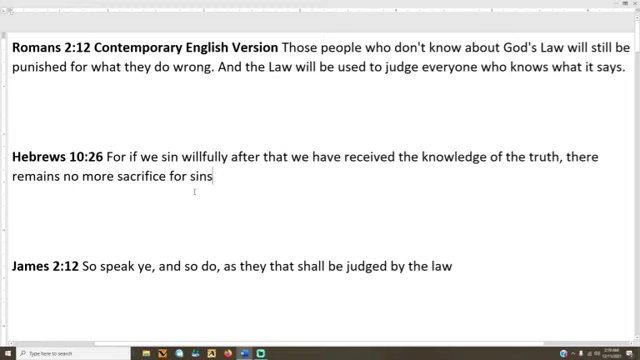 Romans 2:12 Contemporary English Version Those people who don't know about God's Law will still be
punished for what they do wrong. And the Law will be used to judge everyone who knows what it says.
Hebrews 10:26 For if we sin willfully after that we have received the knowledge of the truth, there
remains no more sacrifice for sins
James 2:12 So speak ye, and so do, as they that shall be judged by the law
Type here to search